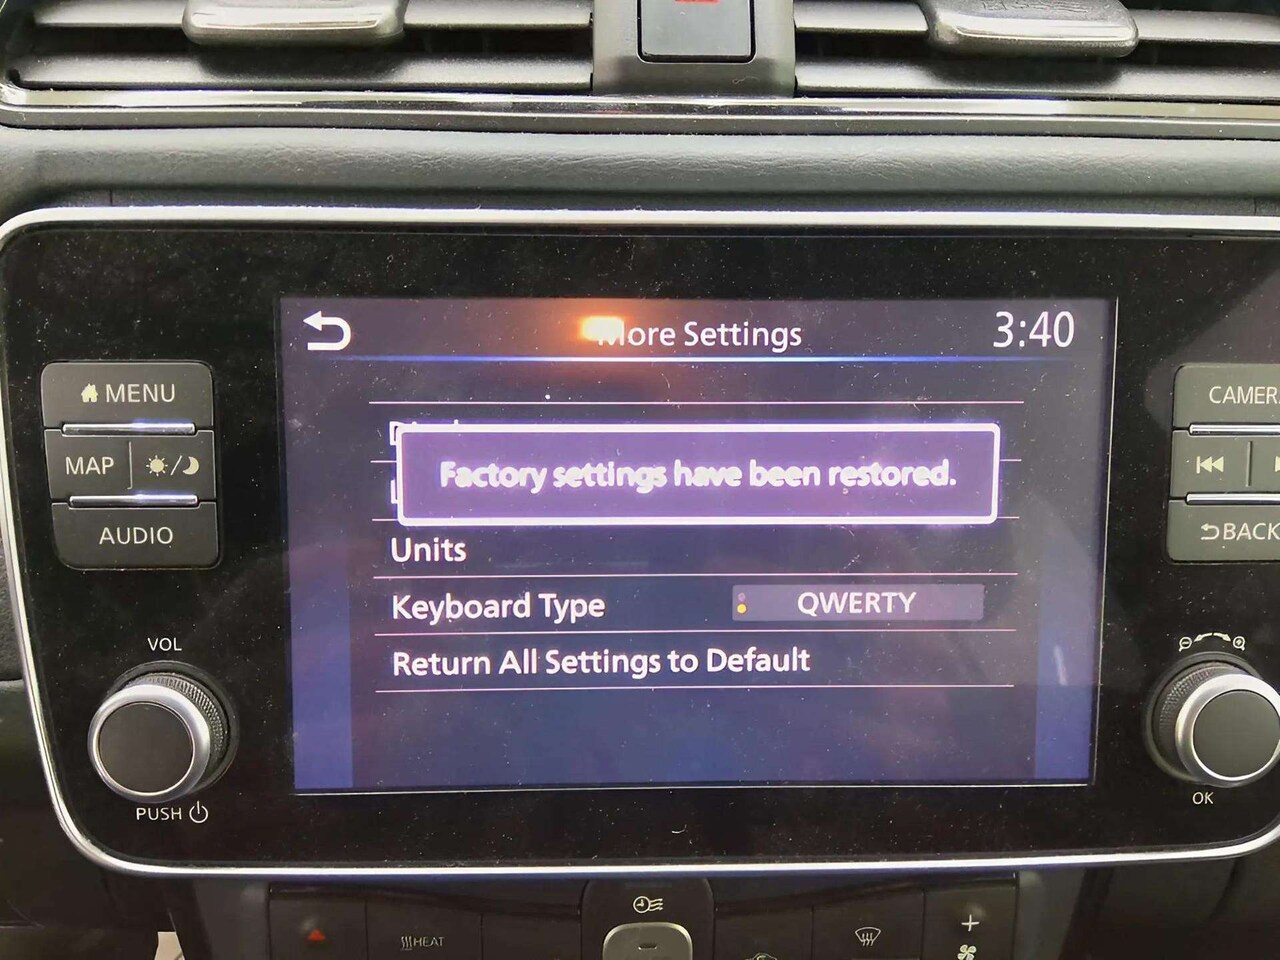 More Settings
3:40
MENU
MAP
AUDIO
Factory settings have been restored.
Units
Keyboard Type
QWERTY
Return All Settings to Default
CAMERA
BACK
VOL
PUSH
OK
HEAT